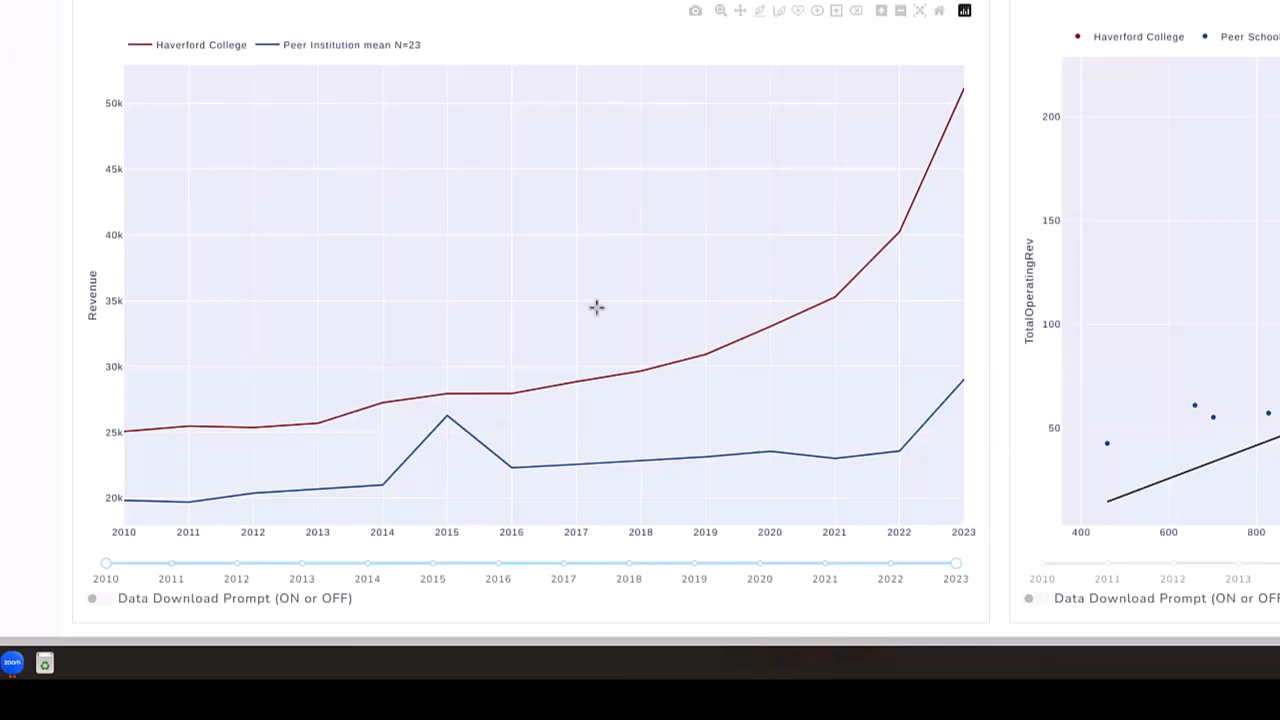 Haverford College Peer Institution mean N=23
50k
45k
40k
35k
30k
25k
20k
Revenue
2010 2011 2012 2013 2014 2015 2016 2017 2018 2019 2020 2021 2022 2023
2010 2011 2012 2013 2014 2015 2016 2017 2018 2019 2020 2021 2022 2023
Data Download Prompt (ON or OFF)
Haverford College Peer School
200
150
100
50
TotalOperatingRev
400 600 800
2010 2011 2012 2013
Data Download Prompt (ON or OFF
zoom